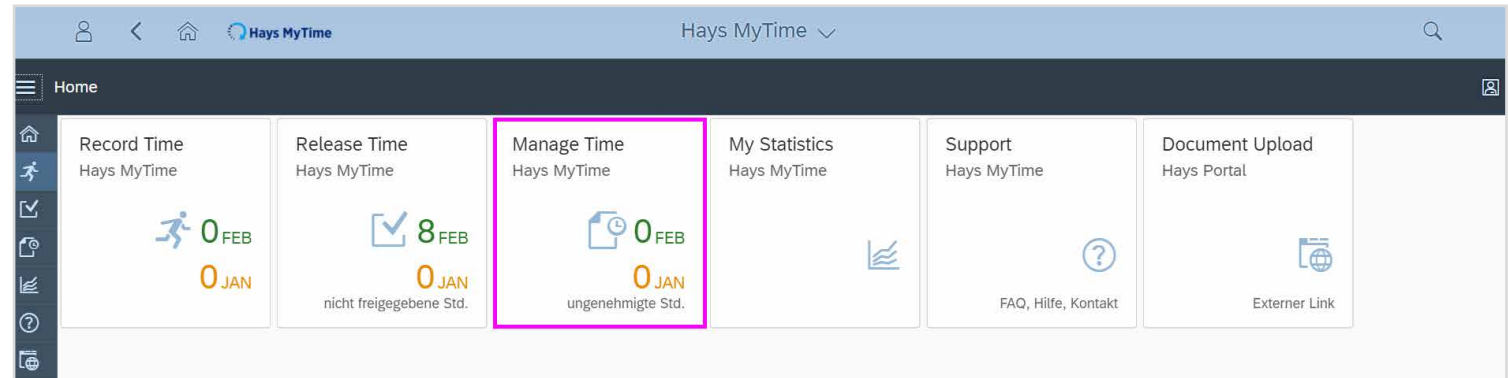 Hays MyTime
Hays MyTime
Home
Record Time
Hays MyTime
0 FEB
0 JAN
Release Time
Hays MyTime
8 FEB
0 JAN
nicht freigegebene Std.
Manage Time
Hays MyTime
0 FEB
0 JAN
ungenehmigte Std.
My Statistics
Hays MyTime
Support
Hays MyTime
?
FAQ, Hilfe, Kontakt
Document Upload
Hays Portal
Externer Link